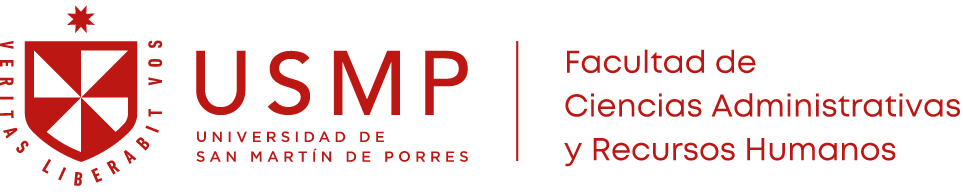 VERITAS LIBERABIT VOS
USMP
UNIVERSIDAD DE
SAN MARTÍN DE PORRES
Facultad de
Ciencias Administrativas
y Recursos Humanos